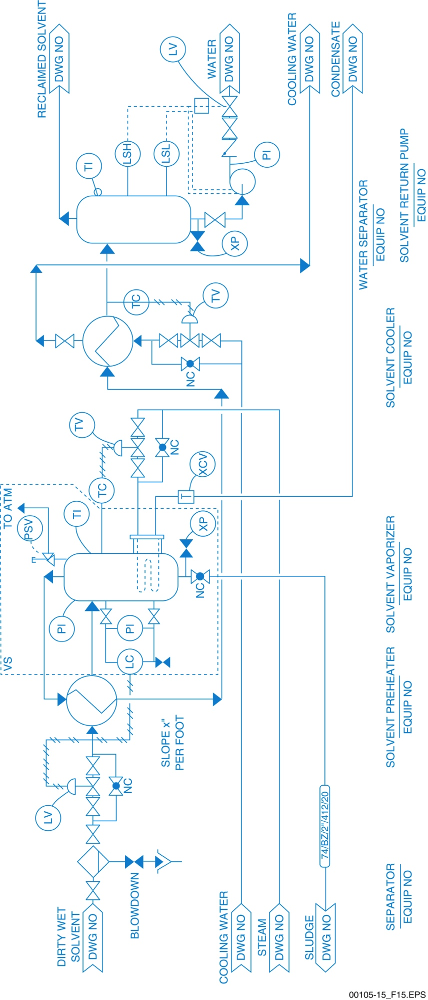 RECLAIMED SOLVENT
DWG NO
LV
WATER
DWG NO
COOLING WATER
DWG NO
CONDENSATE
DWG NO
TI
LSH
LSL
PI
XP
WATER SEPARATOR
EQUIP NO
SOLVENT RETURN PUMP
EQUIP NO
TC
TV
NC
SOLVENT COOLER
EQUIP NO
TV
NC
TC
XCV
TO ATM
PSV
TI
XP
NC
PI
PI
LC
VS
SOLVENT VAPORIZER
EQUIP NO
SOLVENT PREHEATER
EQUIP NO
SLOPE x"
PER FOOT
LV
NC
74/BZ/2"/412/20
BLOWDOWN
SEPARATOR
EQUIP NO
DIRTY WET
SOLVENT
DWG NO
COOLING WATER
DWG NO
STEAM
DWG NO
SLUDGE
DWG NO
00105-15_F15.EPS